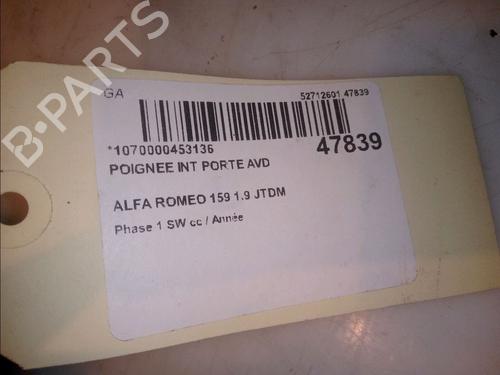 B-PARTS
GA
52712601 47839
*1070000453136
47839
POIGNEE INT PORTE AVD
ALFA ROMEO 159 1.9 JTDM
Phase 1 SW cc / Année